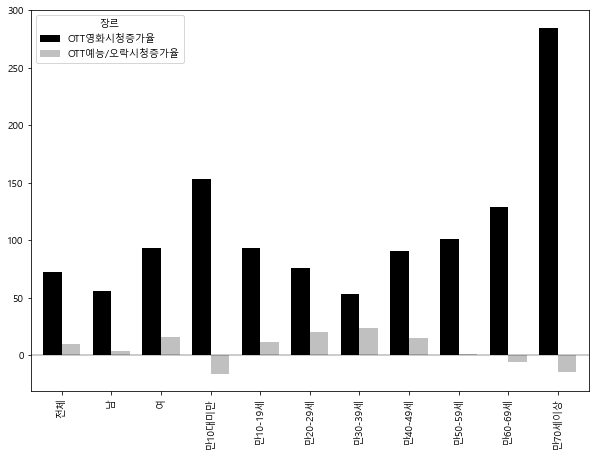 장르
OTT영화시청증가율
OTT예능/오락시청증가율
300
250
200
150
100
50
0
전체
남
여
만10대미만
만10-19세
만20-29세
만30-39세
만40-49세
만50-59세
만60-69세
만70세이상